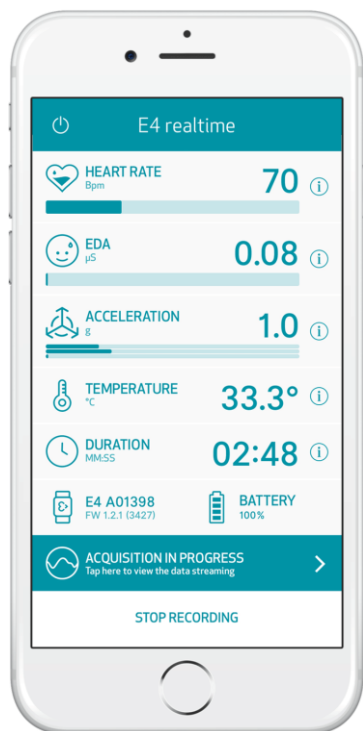 E4 realtime
HEART RATE
Bpm
70
i
EDA
µS
0.08
i
ACCELERATION
g
1.0
i
TEMPERATURE
°C
33.3°
i
DURATION
MM:SS
02:48
i
E4 A01398
FW 1.2.1 (3427)
BATTERY
100%
ACQUISITION IN PROGRESS
Tap here to view the data streaming
STOP RECORDING